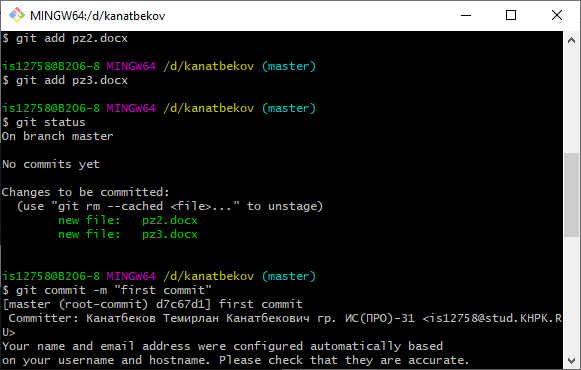 MINGW64:/d/kanatbekov
$ git add pz2.docx
is12758@B206-8 MINGW64 /d/kanatbekov (master)
$ git add pz3.docx
is12758@B206-8 MINGW64 /d/kanatbekov (master)
$ git status
On branch master
No commits yet
Changes to be committed:
  (use "git rm --cached <file>..." to unstage)
        new file:   pz2.docx
        new file:   pz3.docx
is12758@B206-8 MINGW64 /d/kanatbekov (master)
$ git commit -m "first commit"
[master (root-commit) d7c67d1] first commit
 Committer: Канатбеков Темирлан Канатбекович гр. ИС(ПРО)-31 <is12758@stud.KHPK.R
U>
Your name and email address were configured automatically based
on your username and hostname. Please check that they are accurate.